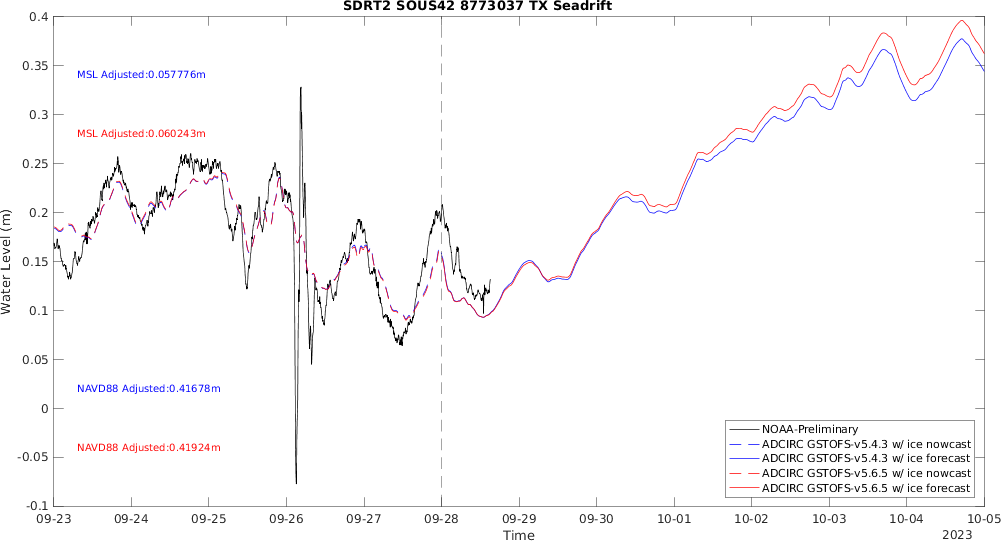 SDRT2 SOUS42 8773037 TX Seadrift
Water Level (m)
0.4
0.35
0.3
0.25
0.2
0.15
0.1
0.05
0
-0.05
-0.1
MSL Adjusted:0.057776m
MSL Adjusted:0.060243m
NAVD88 Adjusted:0.41678m
NAVD88 Adjusted:0.41924m
NOAA-Preliminary
ADCIRC GSTOFS-v5.4.3 w/ ice nowcast
ADCIRC GSTOFS-v5.4.3 w/ ice forecast
ADCIRC GSTOFS-v5.6.5 w/ ice nowcast
ADCIRC GSTOFS-v5.6.5 w/ ice forecast
09-23 09-24 09-25 09-26 09-27 09-28 09-29 09-30 10-01 10-02 10-03 10-04 10-05
Time
2023